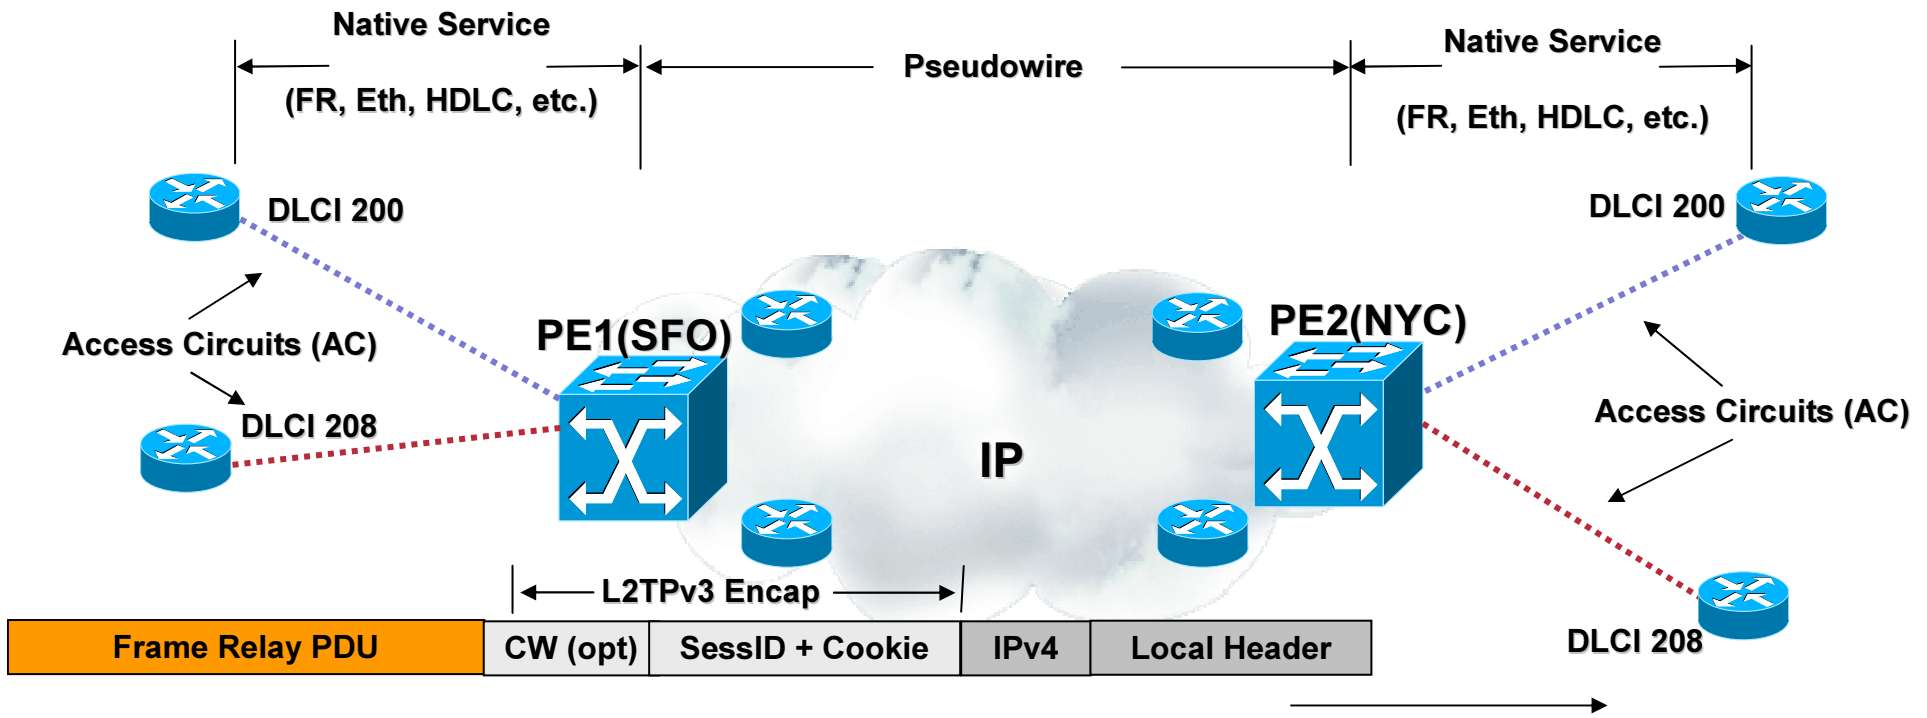 Native Service
(FR, Eth, HDLC, etc.)
Pseudowire
Native Service
(FR, Eth, HDLC, etc.)
DLCI 200
DLCI 200
Access Circuits (AC)
PE1(SFO)
PE2(NYC)
DLCI 208
Access Circuits (AC)
IP
L2TPv3 Encap
Frame Relay PDU
CW (opt)
SessID + Cookie
IPv4
Local Header
DLCI 208